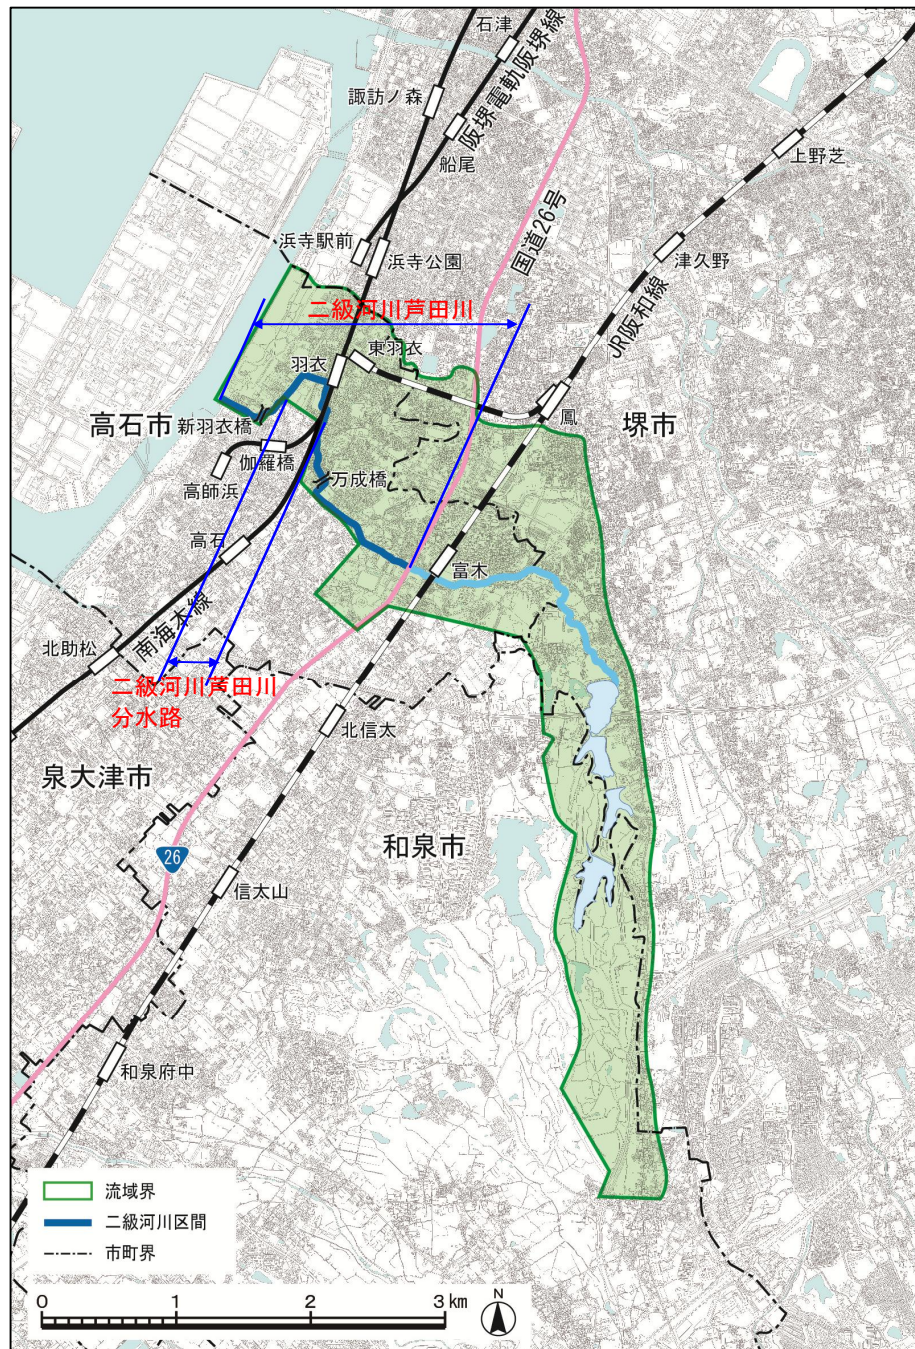 石津
阪堺電軌阪堺線
諏訪ノ森
船尾
上野芝
国道26号
浜寺駅前
浜寺公園
津久野
JR阪和線
二級河川芦田川
東羽衣
羽衣
鳳
高石市
新羽衣橋
堺市
伽羅橋
高師浜
万成橋
高石
富木
南海本線
北助松
二級河川芦田川
分水路
北信太
泉大津市
和泉市
26
信太山
和泉府中
流域界
二級河川区間
市町界
0 1 2 3 km
N